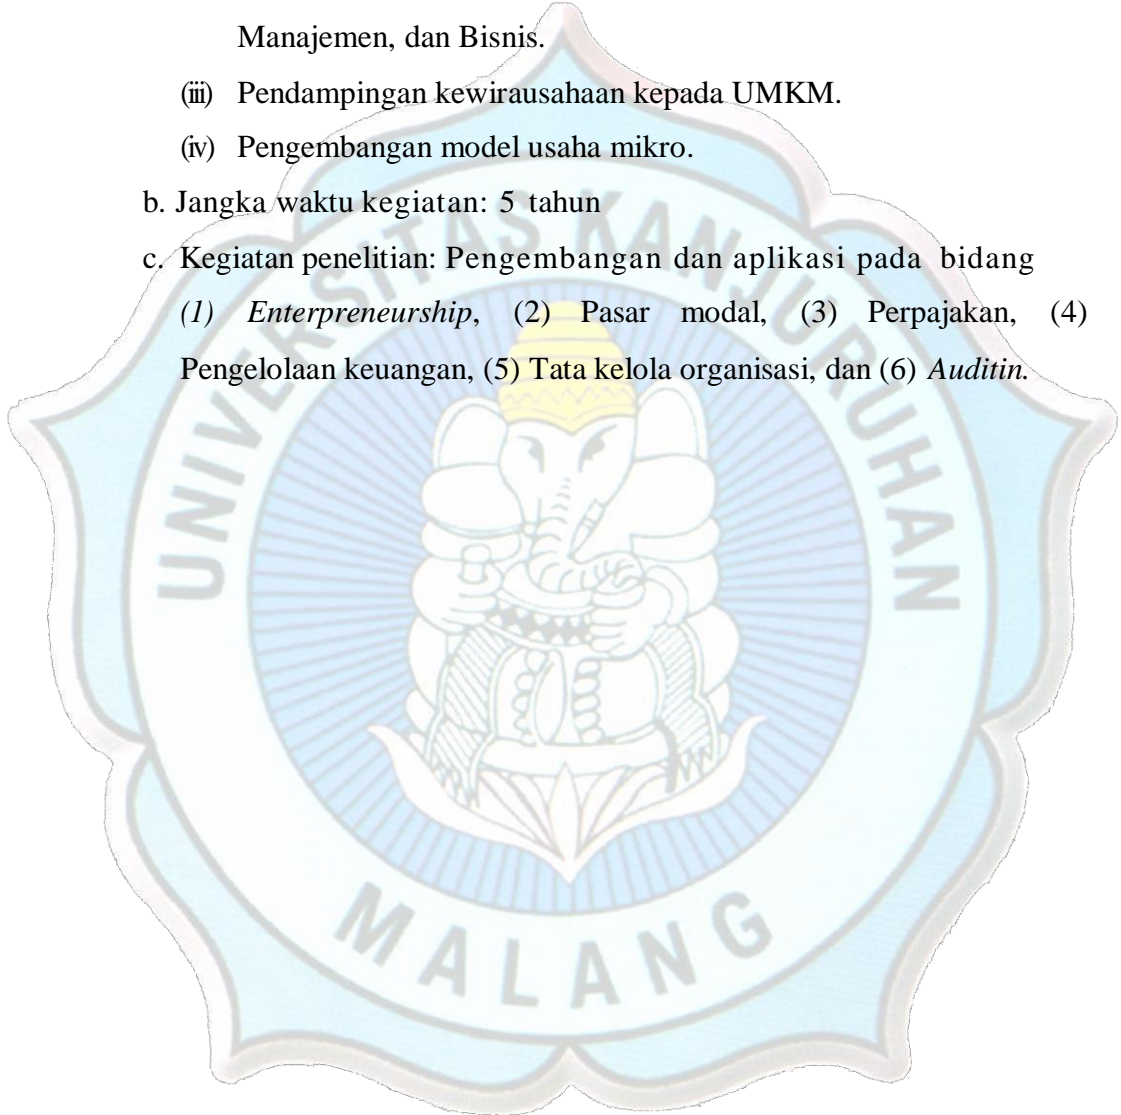 Manajemen, dan Bisnis.
(iii) Pendampingan kewirausahaan kepada UMKM.
(iv) Pengembangan model usaha mikro.
b. Jangka waktu kegiatan: 5 tahun
c. Kegiatan penelitian: Pengembangan dan aplikasi pada bidang
(1) Enterpreneurship, (2) Pasar modal, (3) Perpajakan, (4)
Pengelolaan keuangan, (5) Tata kelola organisasi, dan (6) Auditin.
UNIVERSITAS KANJURUHAN
MALANG